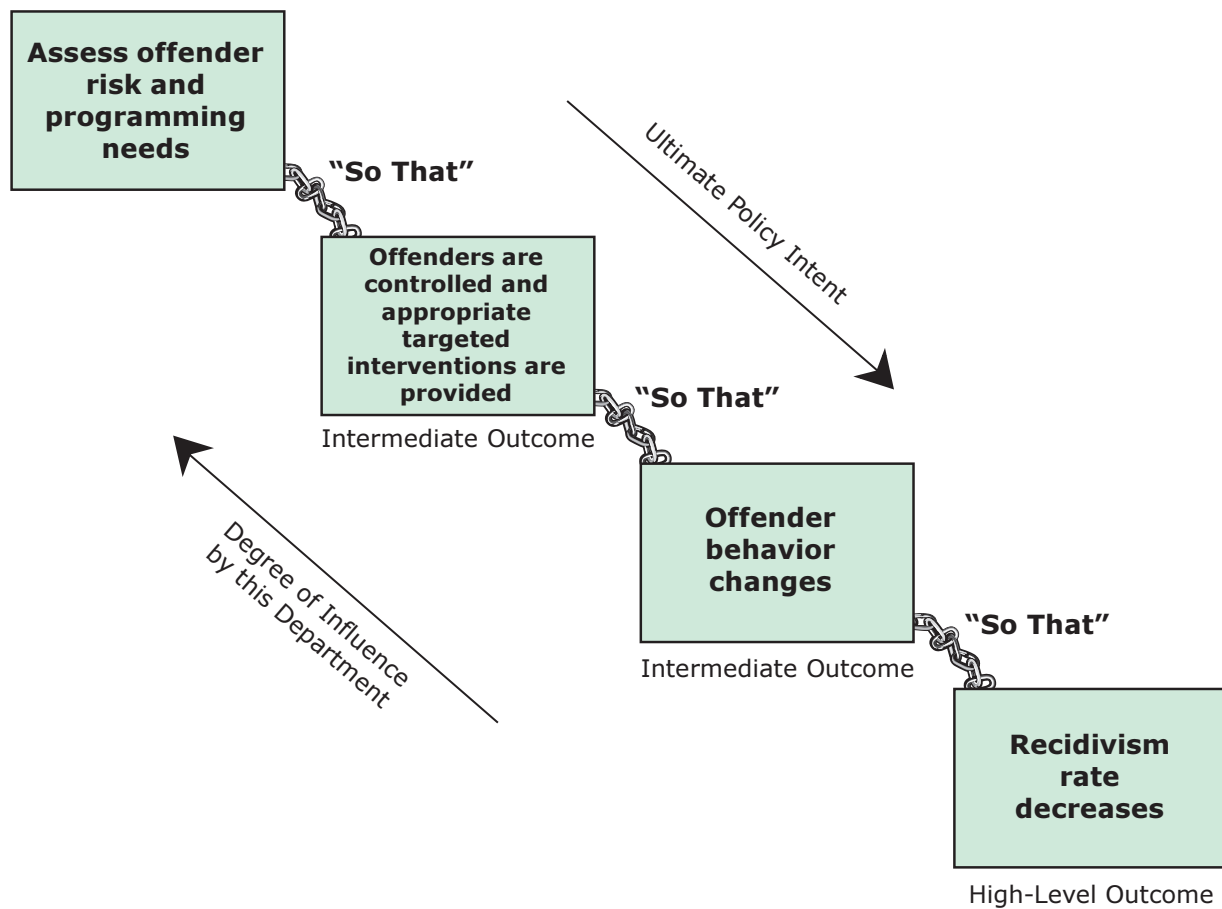 Assess offender
risk and
programming
needs
“So That”
Ultimate Policy Intent
Offenders are
controlled and
appropriate
targeted
interventions are
provided
Intermediate Outcome
“So That”
Degree of Influence
by this Department
Offender
behavior
changes
Intermediate Outcome
“So That”
Recidivism
rate
decreases
High-Level Outcome